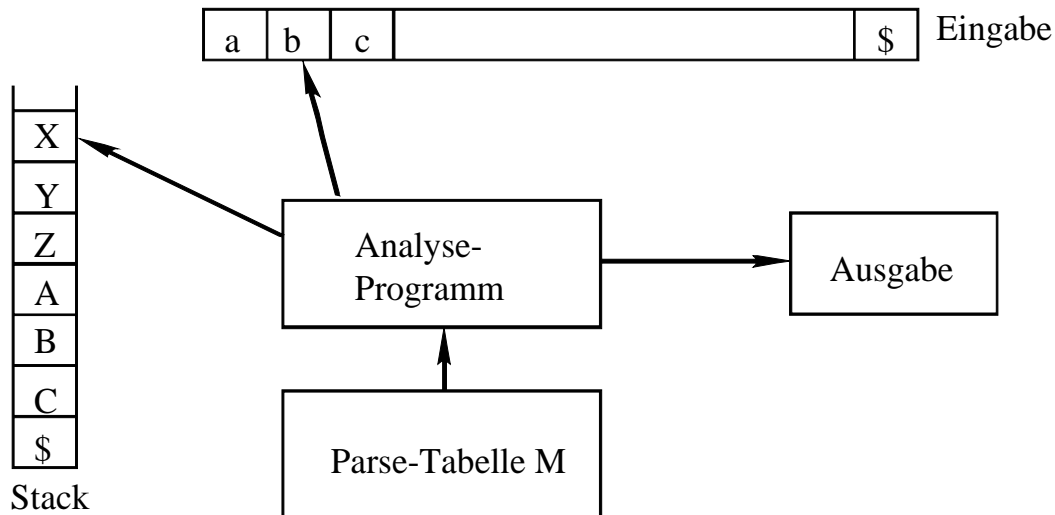 a b c $ Eingabe
X
Y
Z
A
B
C
$
Stack
Analyse-
Programm
Ausgabe
Parse-Tabelle M